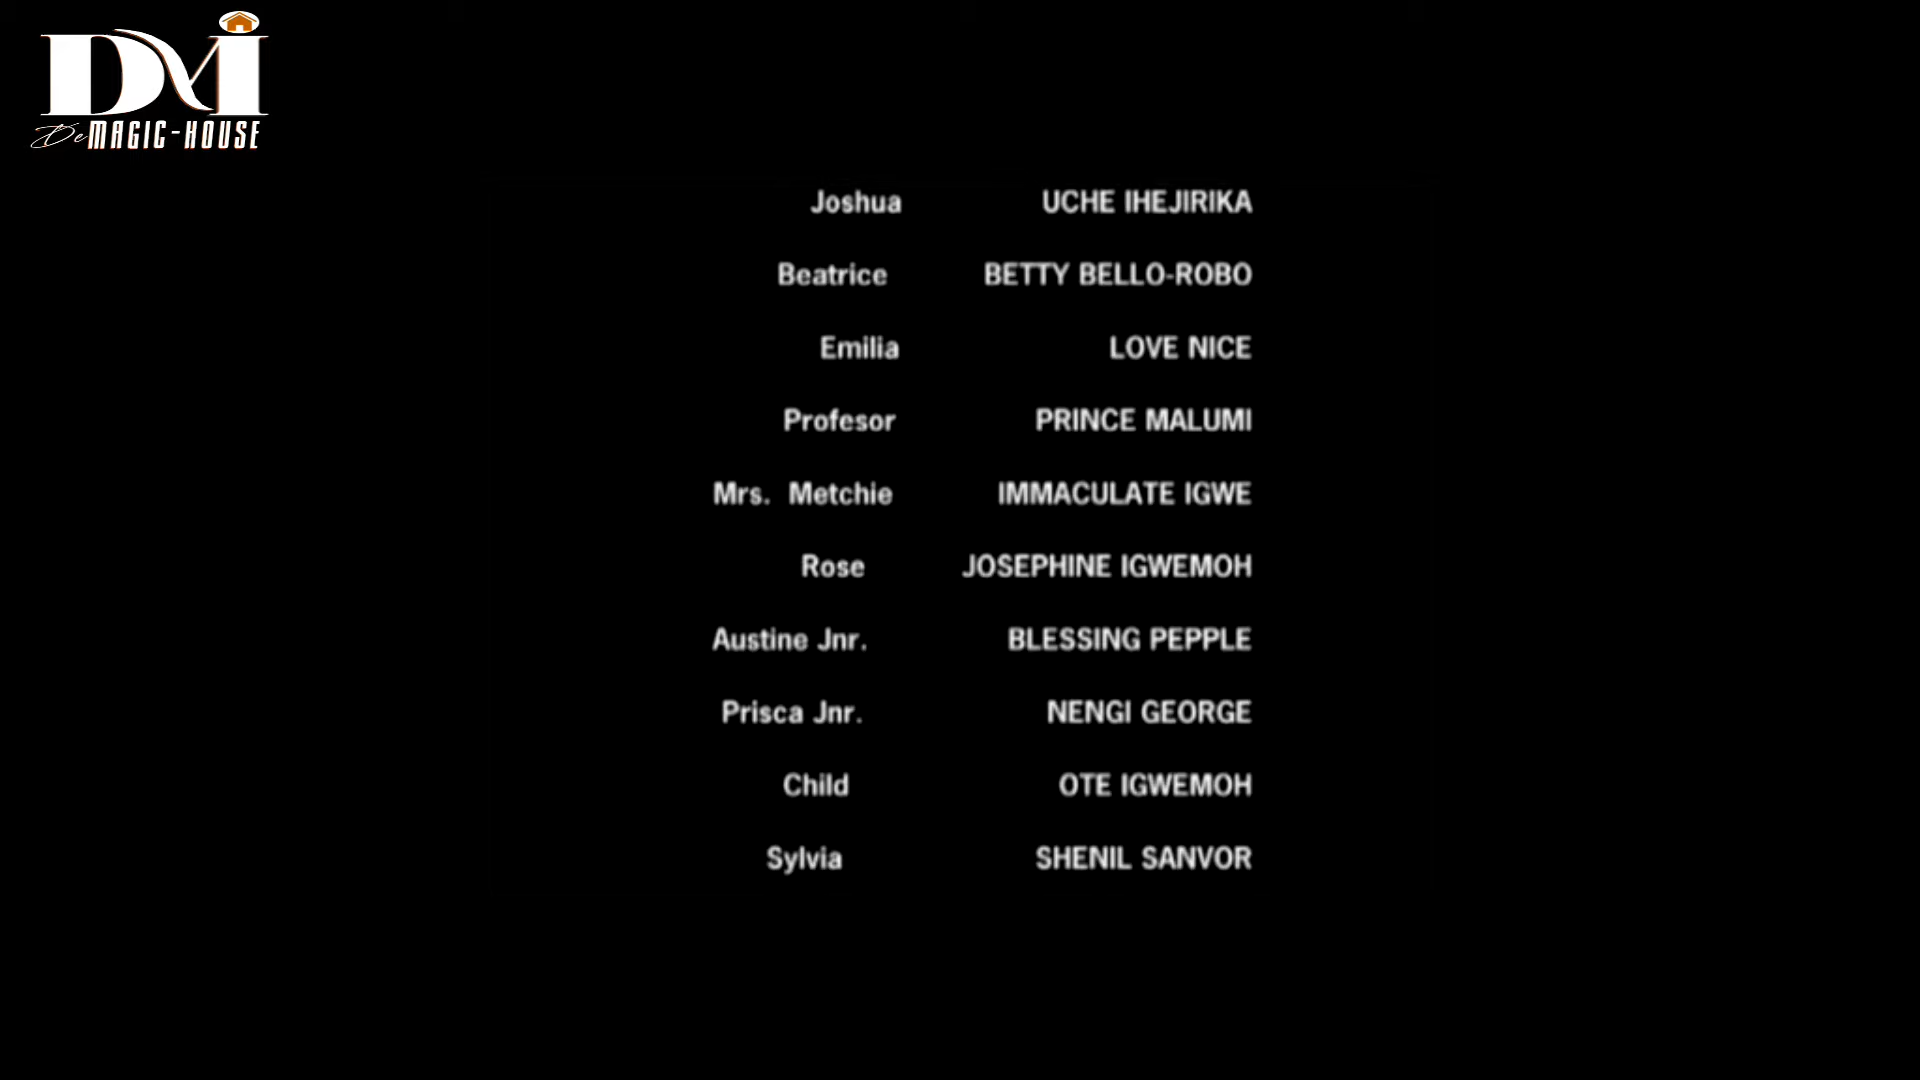 DMI
De MAGIC-HOUSE
Joshua UCHE IHEJIRIKA
Beatrice BETTY BELLO-ROBO
Emilia LOVE NICE
Profesor PRINCE MALUMI
Mrs. Metchie IMMACULATE IGWE
Rose JOSEPHINE IGWEMOH
Austine Jnr. BLESSING PEPPLE
Prisca Jnr. NENGI GEORGE
Child OTE IGWEMOH
Sylvia SHENIL SANVOR